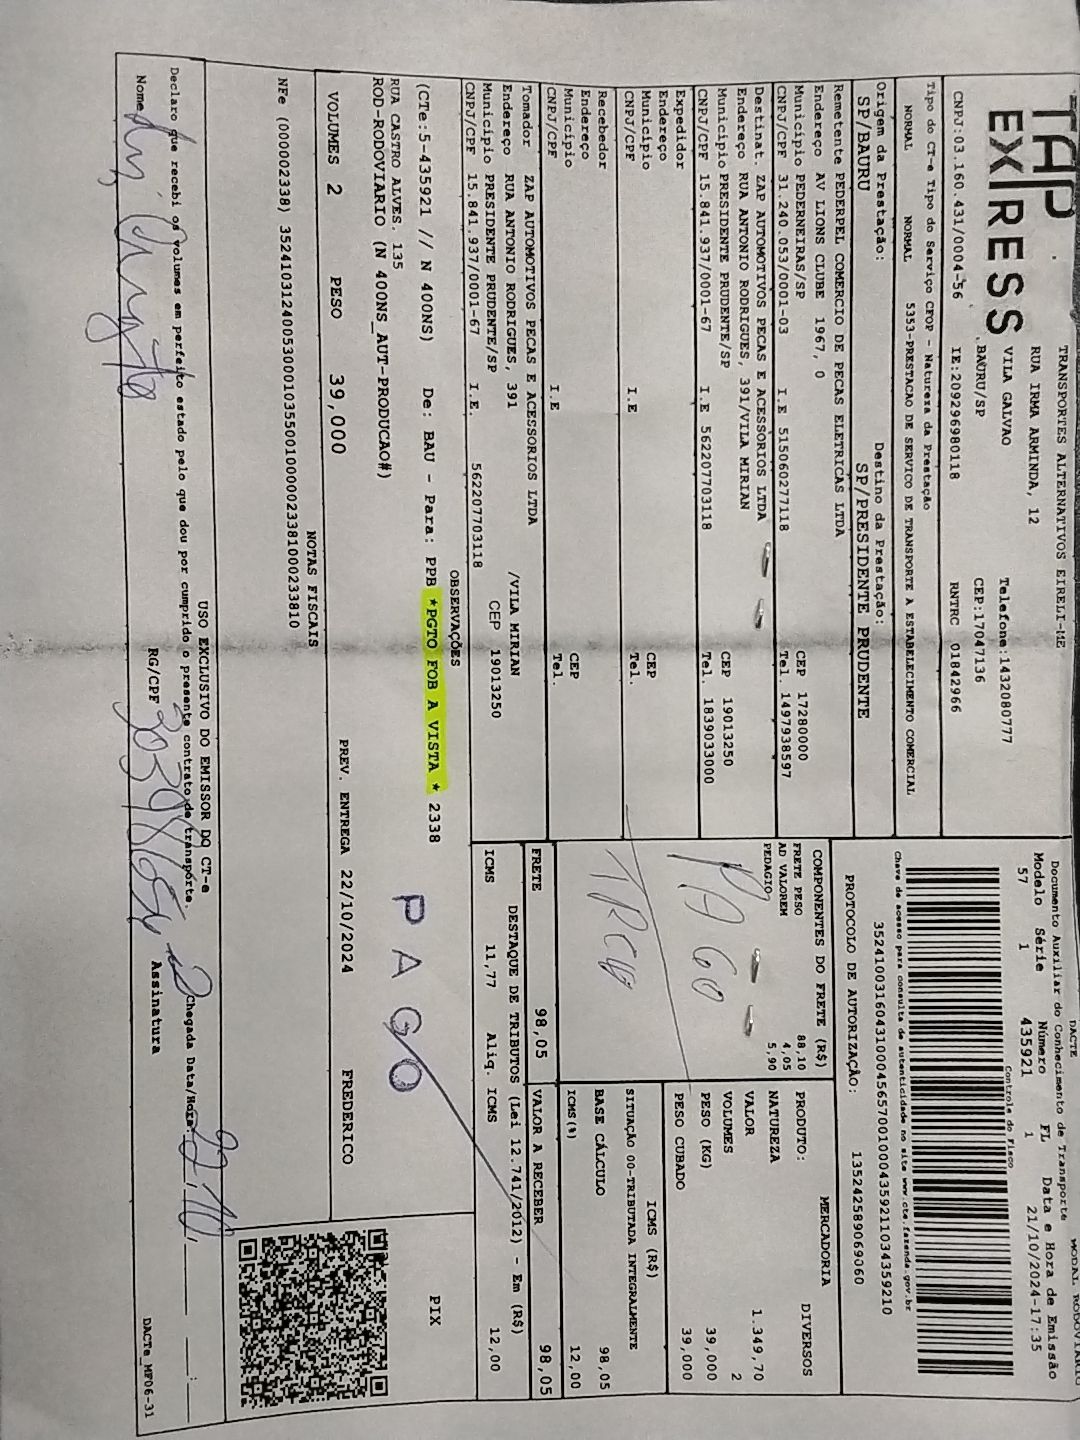 TAP
EXPRESS
TRANSPORTES ALTERNATIVOS EIRELI-ME
RUA IRMA ARMINDA, 12
VILA GALVAO
BAURU/SP
Telefone:1432080777
CEP:17047136
CNPJ:03.160.431/0004-56 IE:209296980118 RNTRC 01842966
DACTE MODAL RODOVIARIO
Documento Auxiliar do Conhecimento de Transporte
Modelo Série Número FL Data e Hora de Emissão
57 1 435921 1 21/10/2024-17:35
Controle do Fisco
Chave de acesso para consulta de autenticidade no site www.cte.fazenda.gov.br
PROTOCOLO DE AUTORIZAÇÃO: 135242589069060
Tipo do CT-e Tipo do Serviço CFOP - Natureza da Prestação
NORMAL NORMAL 5353-PRESTACAO DE SERVICO DE TRANSPORTE A ESTABELECIMENTO COMERCIAL
Origem da Prestação: Destino da Prestação:
SP/BAURU SP/PRESIDENTE PRUDENTE
Remetente PEDERPEL COMERCIO DE PECAS ELETRICAS LTDA
Endereço AV LIONS CLUBE 1967, 0
Município PEDERNEIRAS/SP CEP 17280000
CNPJ/CPF 31.240.053/0001-03 I.E 515060277118 Tel. 1497938597
Destinat. ZAP AUTOMOTIVOS PECAS E ACESSORIOS LTDA
Endereço RUA ANTONIO RODRIGUES, 391/VILA MIRIAN
Município PRESIDENTE PRUDENTE/SP CEP 19013250
CNPJ/CPF 15.841.937/0001-67 I.E 562207703118 Tel. 1839033000
Expedidor
Endereço
Município CEP
CNPJ/CPF I.E Tel.
Recebedor
Endereço
Município CEP
CNPJ/CPF I.E Tel.
Tomador ZAP AUTOMOTIVOS PECAS E ACESSORIOS LTDA
Endereço RUA ANTONIO RODRIGUES, 391 /VILA MIRIAN
Município PRESIDENTE PRUDENTE/SP CEP 19013250
CNPJ/CPF 15.841.937/0001-67 I.E. 562207703118
COMPONENTES DO FRETE (R$)
FRETE PESO 88,10
AD VALOREM 4,05
PEDAGIO 5,90
PAGO
MERCADORIA
PRODUTO: DIVERSOS
NATUREZA
VALOR 1.349,70
VOLUMES 2
PESO (KG) 39,000
PESO CUBADO 39,000
ICMS (R$)
SITUAÇÃO 00-TRIBUTADA INTEGRALMENTE
BASE CÁLCULO 98,05
ICMS(%) 12,00
FRETE 98,05 VALOR A RECEBER 98,05
DESTAQUE DE TRIBUTOS (Lei 12.741/2012) - Em (R$)
ICMS 11,77 Aliq. ICMS 12,00
OBSERVAÇÕES
(CTe:5-435921 // N 400NS) De: BAU - Para: PPB *PGTO FOB A VISTA * 2338
RUA CASTRO ALVES. 135
ROD-RODOVIARIO (N 400NS_AUT-PRODUCAO#)
PAGO
PIX
VOLUMES 2 PESO 39,000 PREV. ENTREGA 22/10/2024 FREDERICO
NOTAS FISCAIS
NFe (000002338) 35241031240053000103550010000023381000233810
USO EXCLUSIVO DO EMISSOR DO CT-e
Declaro que recebi os volumes em perfeito estado pelo que dou por cumprido o presente contrato de transporte.
Chegada Data/Hora: 22/10/ :
Nome RG/CPF Assinatura
DACTe_MF06-31